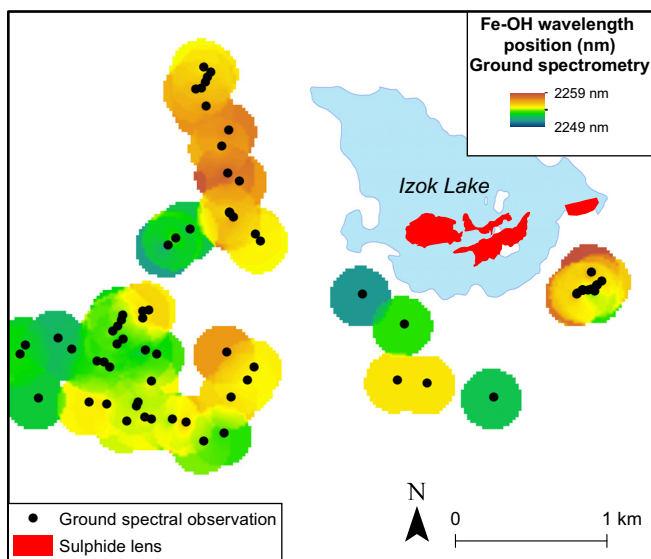 Fe-OH wavelength
position (nm)
Ground spectrometry
2259 nm
2249 nm
Izok Lake
Ground spectral observation
Sulphide lens
N
0 1 km